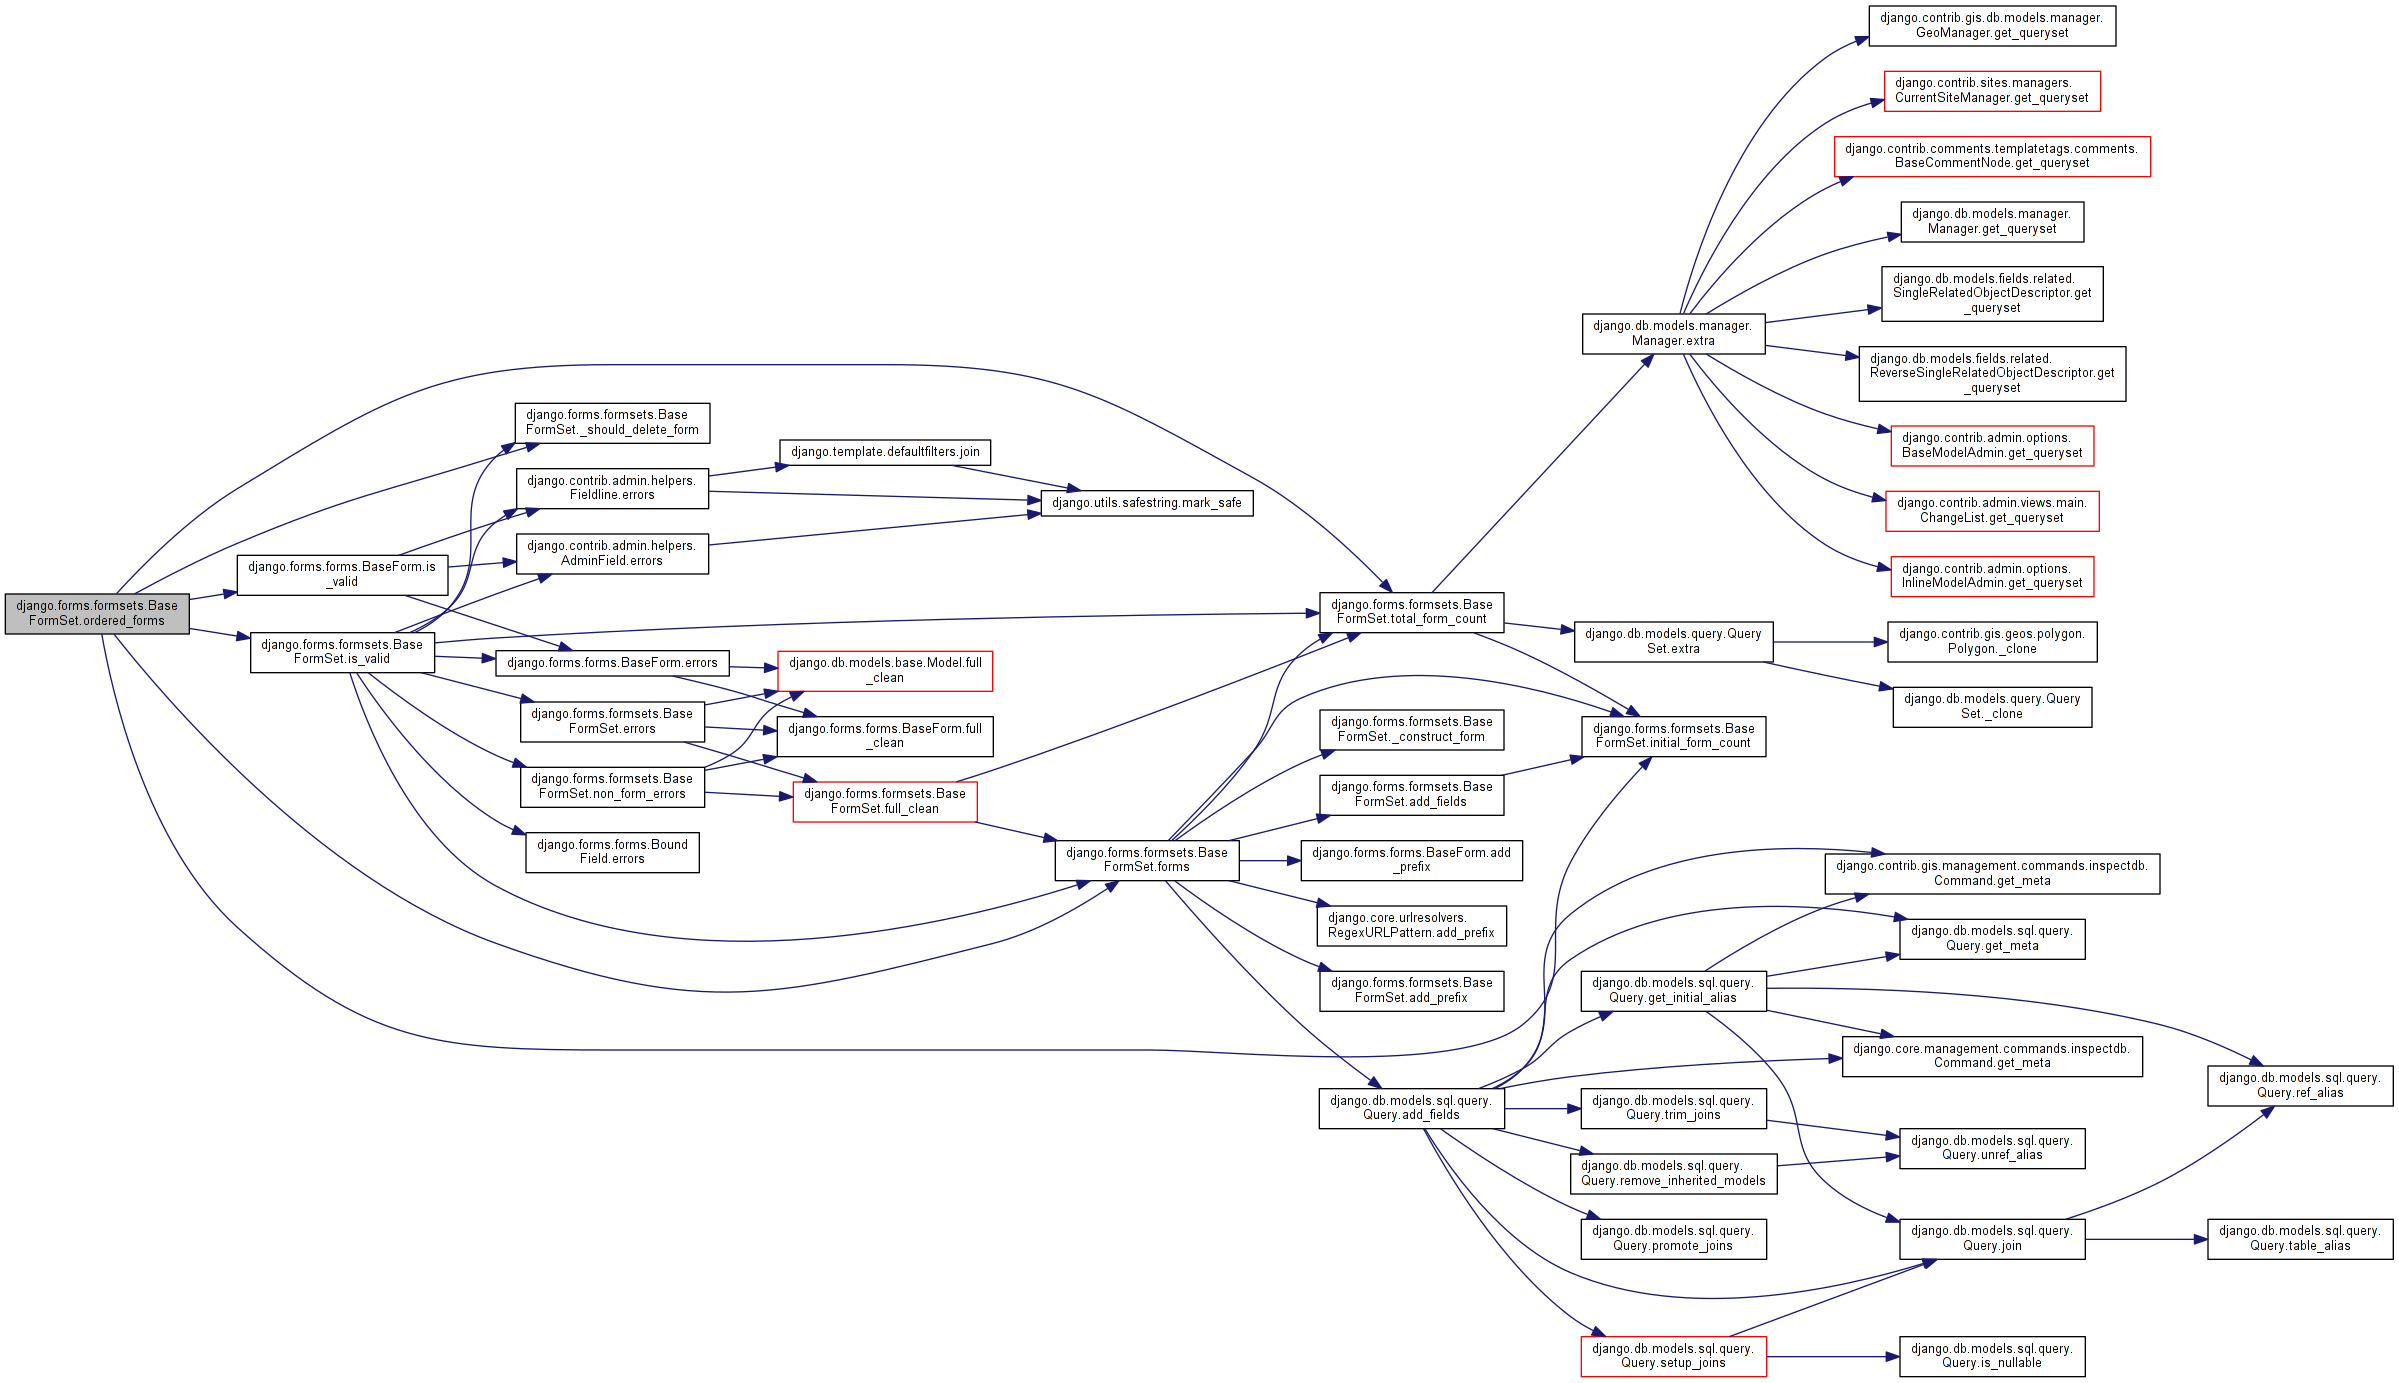 django.forms.formsets.Base
FormSet.ordered_forms
django.forms.forms.BaseForm.is
_valid
django.forms.formsets.Base
FormSet.is_valid
django.forms.formsets.Base
FormSet._should_delete_form
django.contrib.admin.helpers.
Fieldline.errors
django.contrib.admin.helpers.
AdminField.errors
django.forms.forms.BaseForm.errors
django.forms.formsets.Base
FormSet.errors
django.forms.formsets.Base
FormSet.non_form_errors
django.forms.forms.Bound
Field.errors
django.template.defaultfilters.join
django.db.models.base.Model.full
_clean
django.forms.forms.BaseForm.full
_clean
django.forms.formsets.Base
FormSet.full_clean
django.utils.safestring.mark_safe
django.forms.formsets.Base
FormSet.forms
django.forms.formsets.Base
FormSet.total_form_count
django.forms.formsets.Base
FormSet._construct_form
django.forms.formsets.Base
FormSet.add_fields
django.forms.forms.BaseForm.add
_prefix
django.core.urlresolvers.
RegexURLPattern.add_prefix
django.forms.formsets.Base
FormSet.add_prefix
django.db.models.sql.query.
Query.add_fields
django.db.models.manager.
Manager.extra
django.db.models.query.Query
Set.extra
django.forms.formsets.Base
FormSet.initial_form_count
django.db.models.sql.query.
Query.get_initial_alias
django.db.models.sql.query.
Query.trim_joins
django.db.models.sql.query.
Query.remove_inherited_models
django.db.models.sql.query.
Query.promote_joins
django.db.models.sql.query.
Query.setup_joins
django.contrib.gis.db.models.manager.
GeoManager.get_queryset
django.contrib.sites.managers.
CurrentSiteManager.get_queryset
django.contrib.comments.templatetags.comments.
BaseCommentNode.get_queryset
django.db.models.manager.
Manager.get_queryset
django.db.models.fields.related.
SingleRelatedObjectDescriptor.get
_queryset
django.db.models.fields.related.
ReverseSingleRelatedObjectDescriptor.get
_queryset
django.contrib.admin.options.
BaseModelAdmin.get_queryset
django.contrib.admin.views.main.
ChangeList.get_queryset
django.contrib.admin.options.
InlineModelAdmin.get_queryset
django.contrib.gis.geos.polygon.
Polygon._clone
django.db.models.query.Query
Set._clone
django.contrib.gis.management.commands.inspectdb.
Command.get_meta
django.db.models.sql.query.
Query.get_meta
django.core.management.commands.inspectdb.
Command.get_meta
django.db.models.sql.query.
Query.unref_alias
django.db.models.sql.query.
Query.join
django.db.models.sql.query.
Query.is_nullable
django.db.models.sql.query.
Query.ref_alias
django.db.models.sql.query.
Query.table_alias